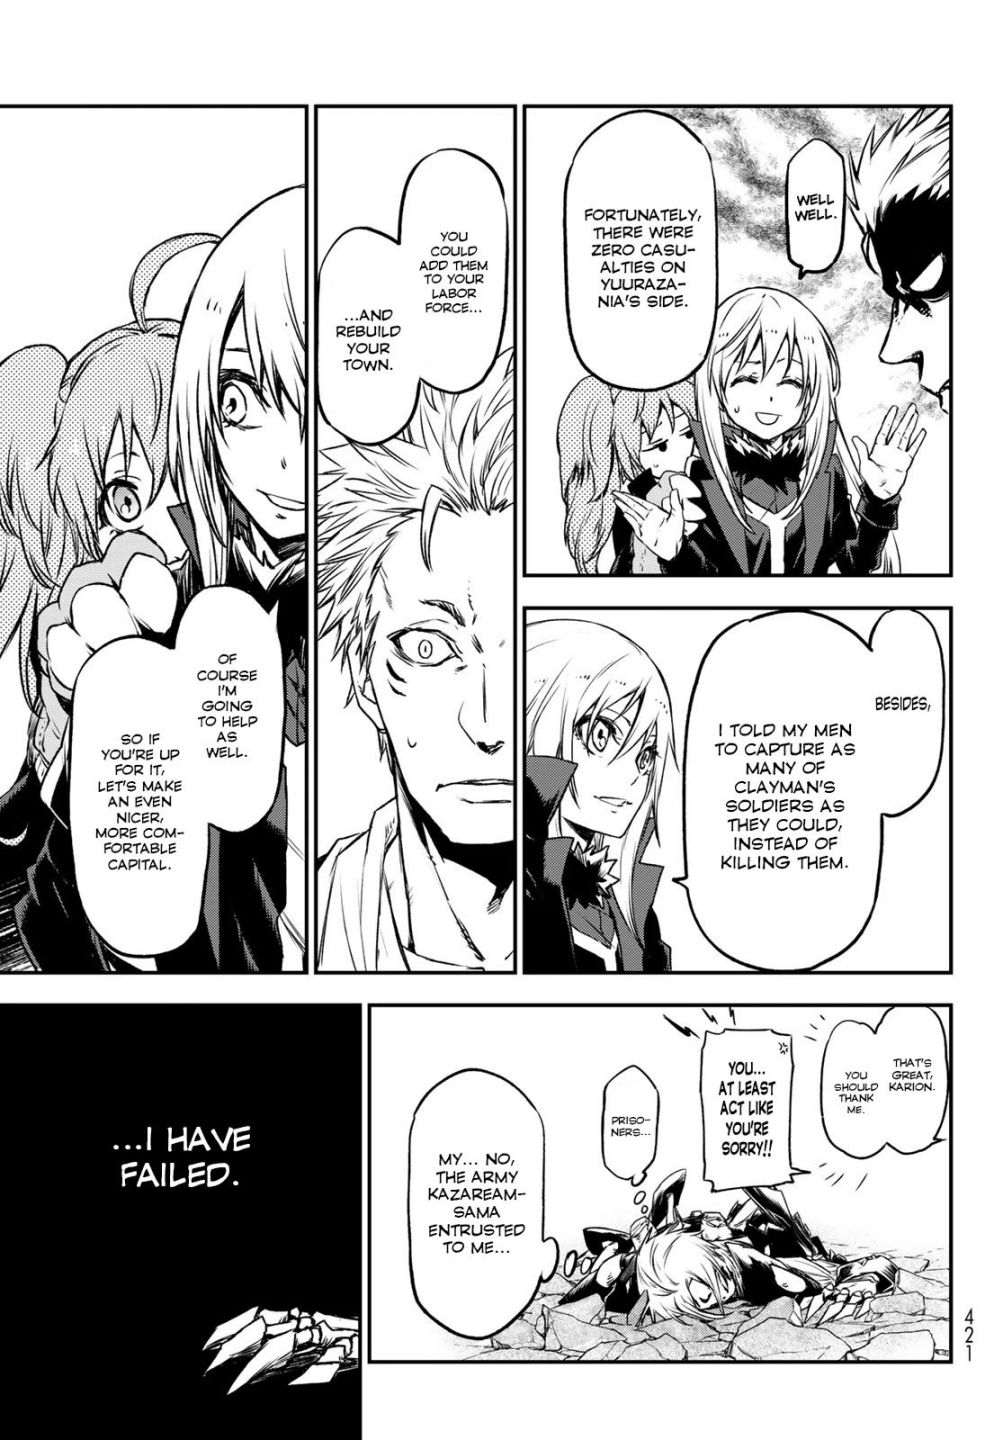 WELL
WELL.
FORTUNATELY,
THERE WERE
ZERO CASU-
ALTIES ON
YUURAZA-
NIA'S SIDE.
BESIDES,
I TOLD MY MEN
TO CAPTURE AS
MANY OF
CLAYMAN'S
SOLDIERS AS
THEY COULD,
INSTEAD OF
KILLING THEM.
YOU
COULD
ADD THEM
TO YOUR
LABOR
FORCE...
...AND
REBUILD
YOUR
TOWN.
OF
COURSE
I'M
GOING
TO HELP
AS
WELL.
SO IF
YOU'RE UP
FOR IT,
LET'S MAKE
AN EVEN
NICER,
MORE COM-
FORTABLE
CAPITAL.
THAT'S
GREAT,
KARION.
YOU
SHOULD
THANK
ME.
YOU...
AT LEAST
ACT LIKE
YOU'RE
SORRY!!
PRISO-
NERS...
MY... NO,
THE ARMY
KAZAREAM-
SAMA
ENTRUSTED
TO ME...
...I HAVE
FAILED.
421